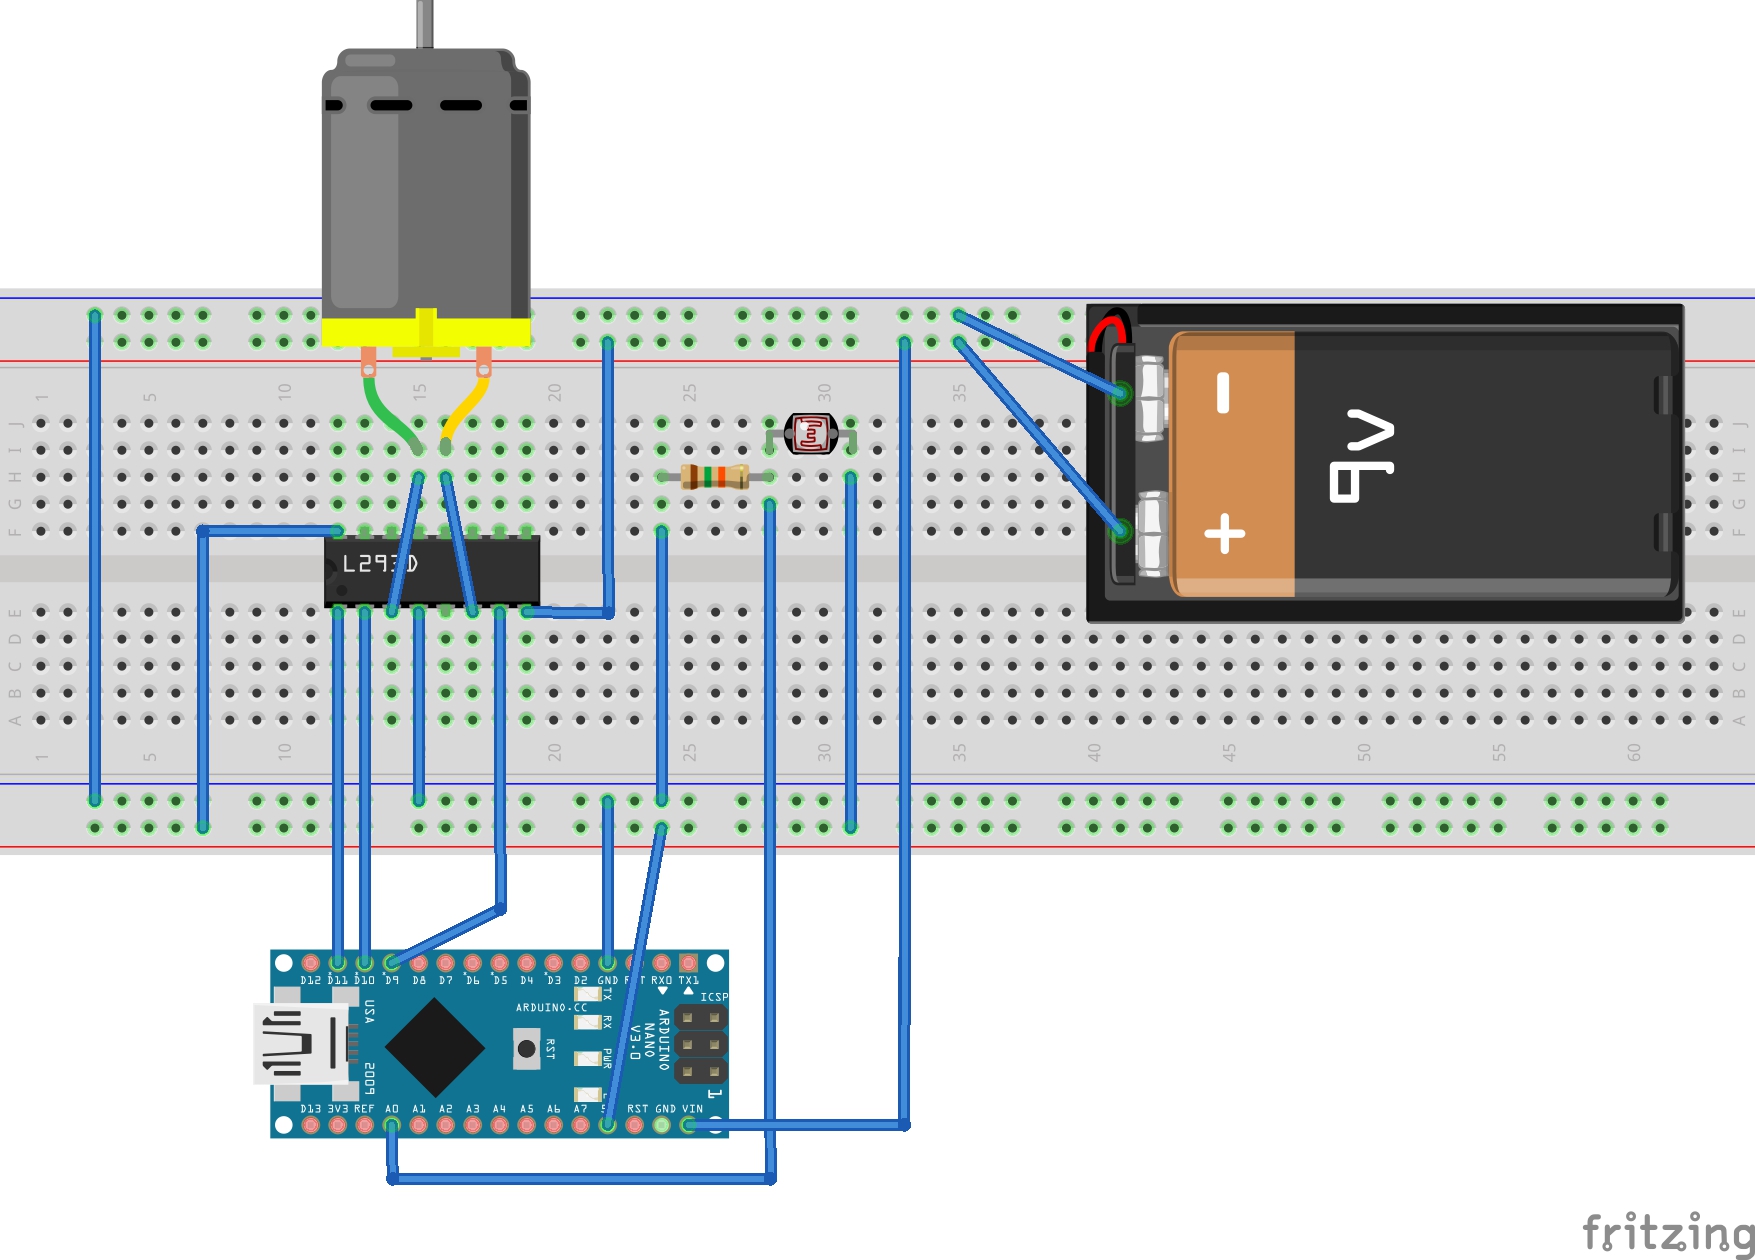 1 5 10 15 20 25 30 35
J J
I I
H H
G G
F F
L293D
- 
+
9V
E E
D D
C C
B B
A A
1 5 10 20 25 30 35 40 45 50 55 60
D12 D11 D10 D9 D8 D7 D6 D5 D4 D3 D2 GND RX0 TX1
ICSP
USA
ARDUINO.CC
TX
RX
RST
PWR
ARDUINO
NANO
V3.0
2009
1
D13 3V3 REF A0 A1 A2 A3 A4 A5 A6 A7 RST GND VIN
fritzing